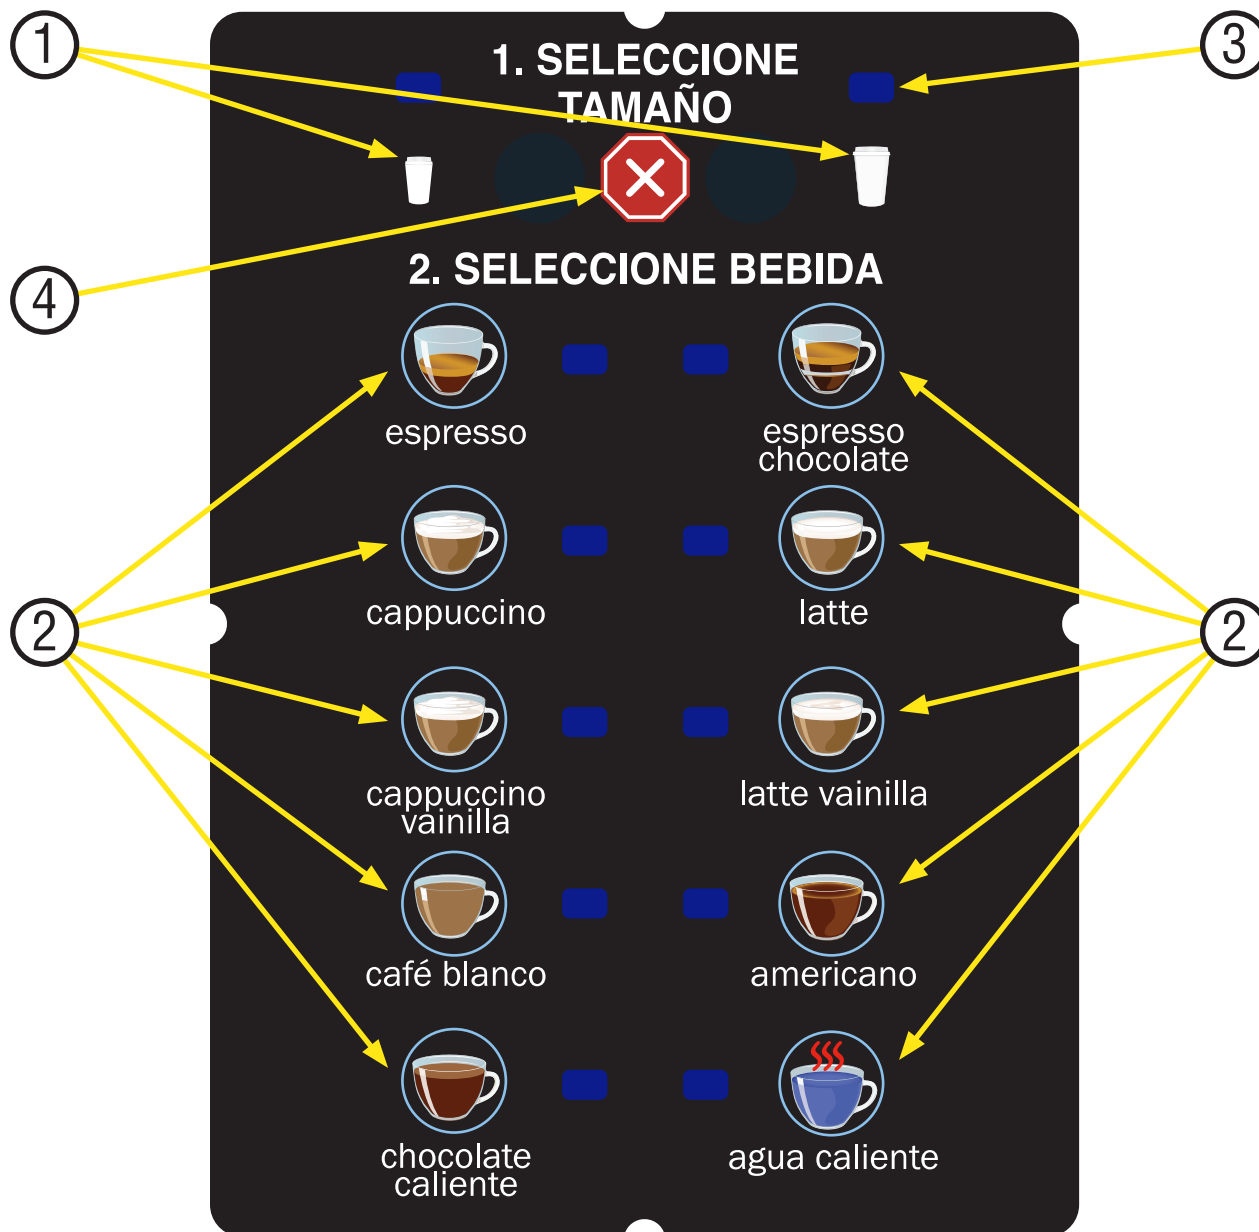 1
3
1. SELECCIONE
TAMAÑO
4
2. SELECCIONE BEBIDA
espresso
espresso
chocolate
cappuccino
latte
2
2
cappuccino
vainilla
latte vainilla
café blanco
americano
chocolate
caliente
agua caliente